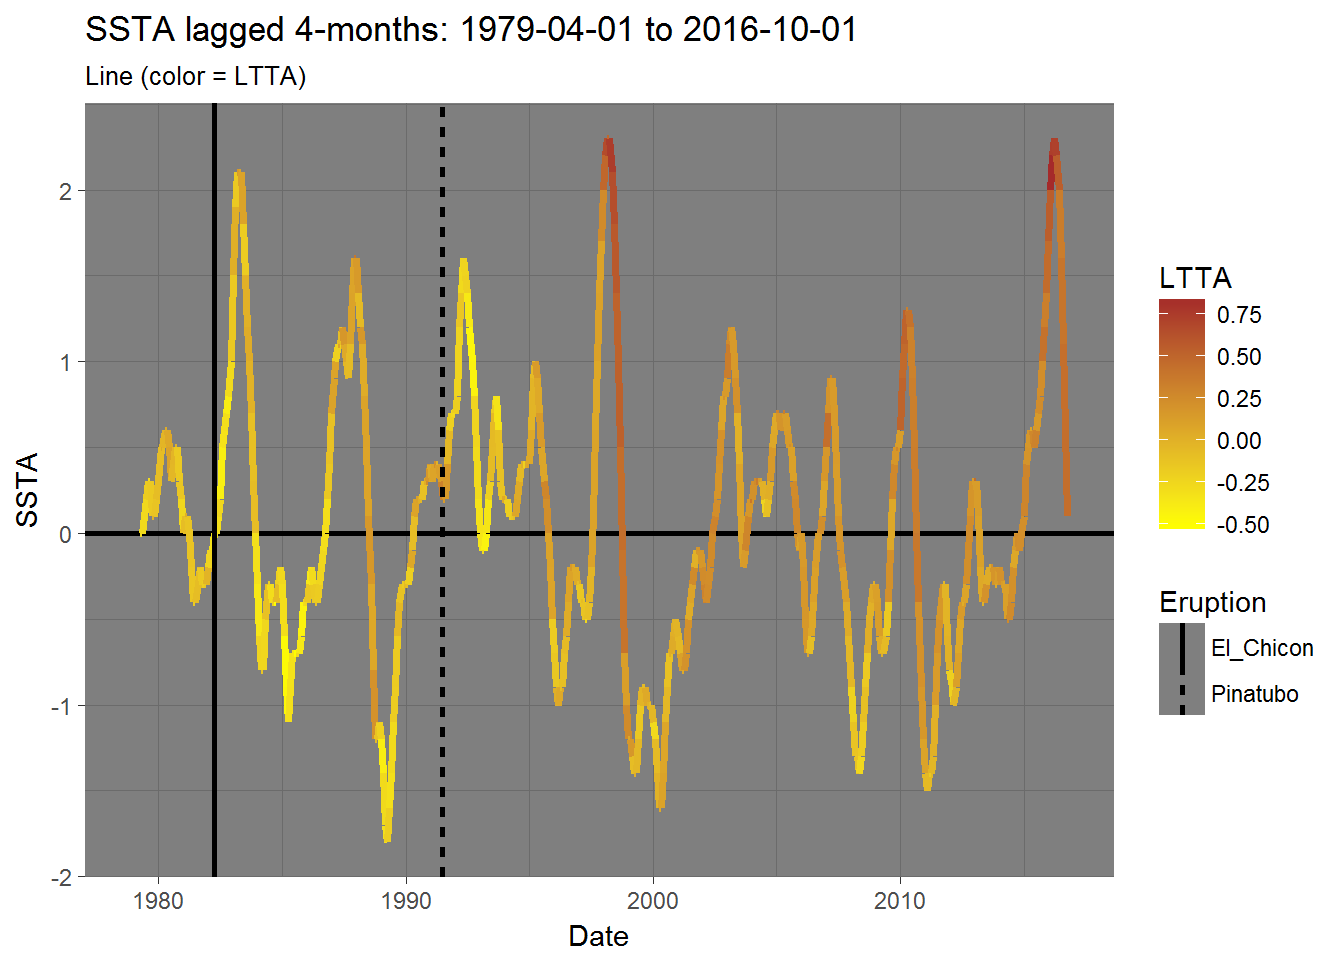 SSTA lagged 4-months: 1979-04-01 to 2016-10-01
Line (color = LTTA)
SSTA
2
1
0
-1
-2
1980
1990
2000
2010
Date
LTTA
0.75
0.50
0.25
0.00
-0.25
-0.50
Eruption
El_Chicon
Pinatubo